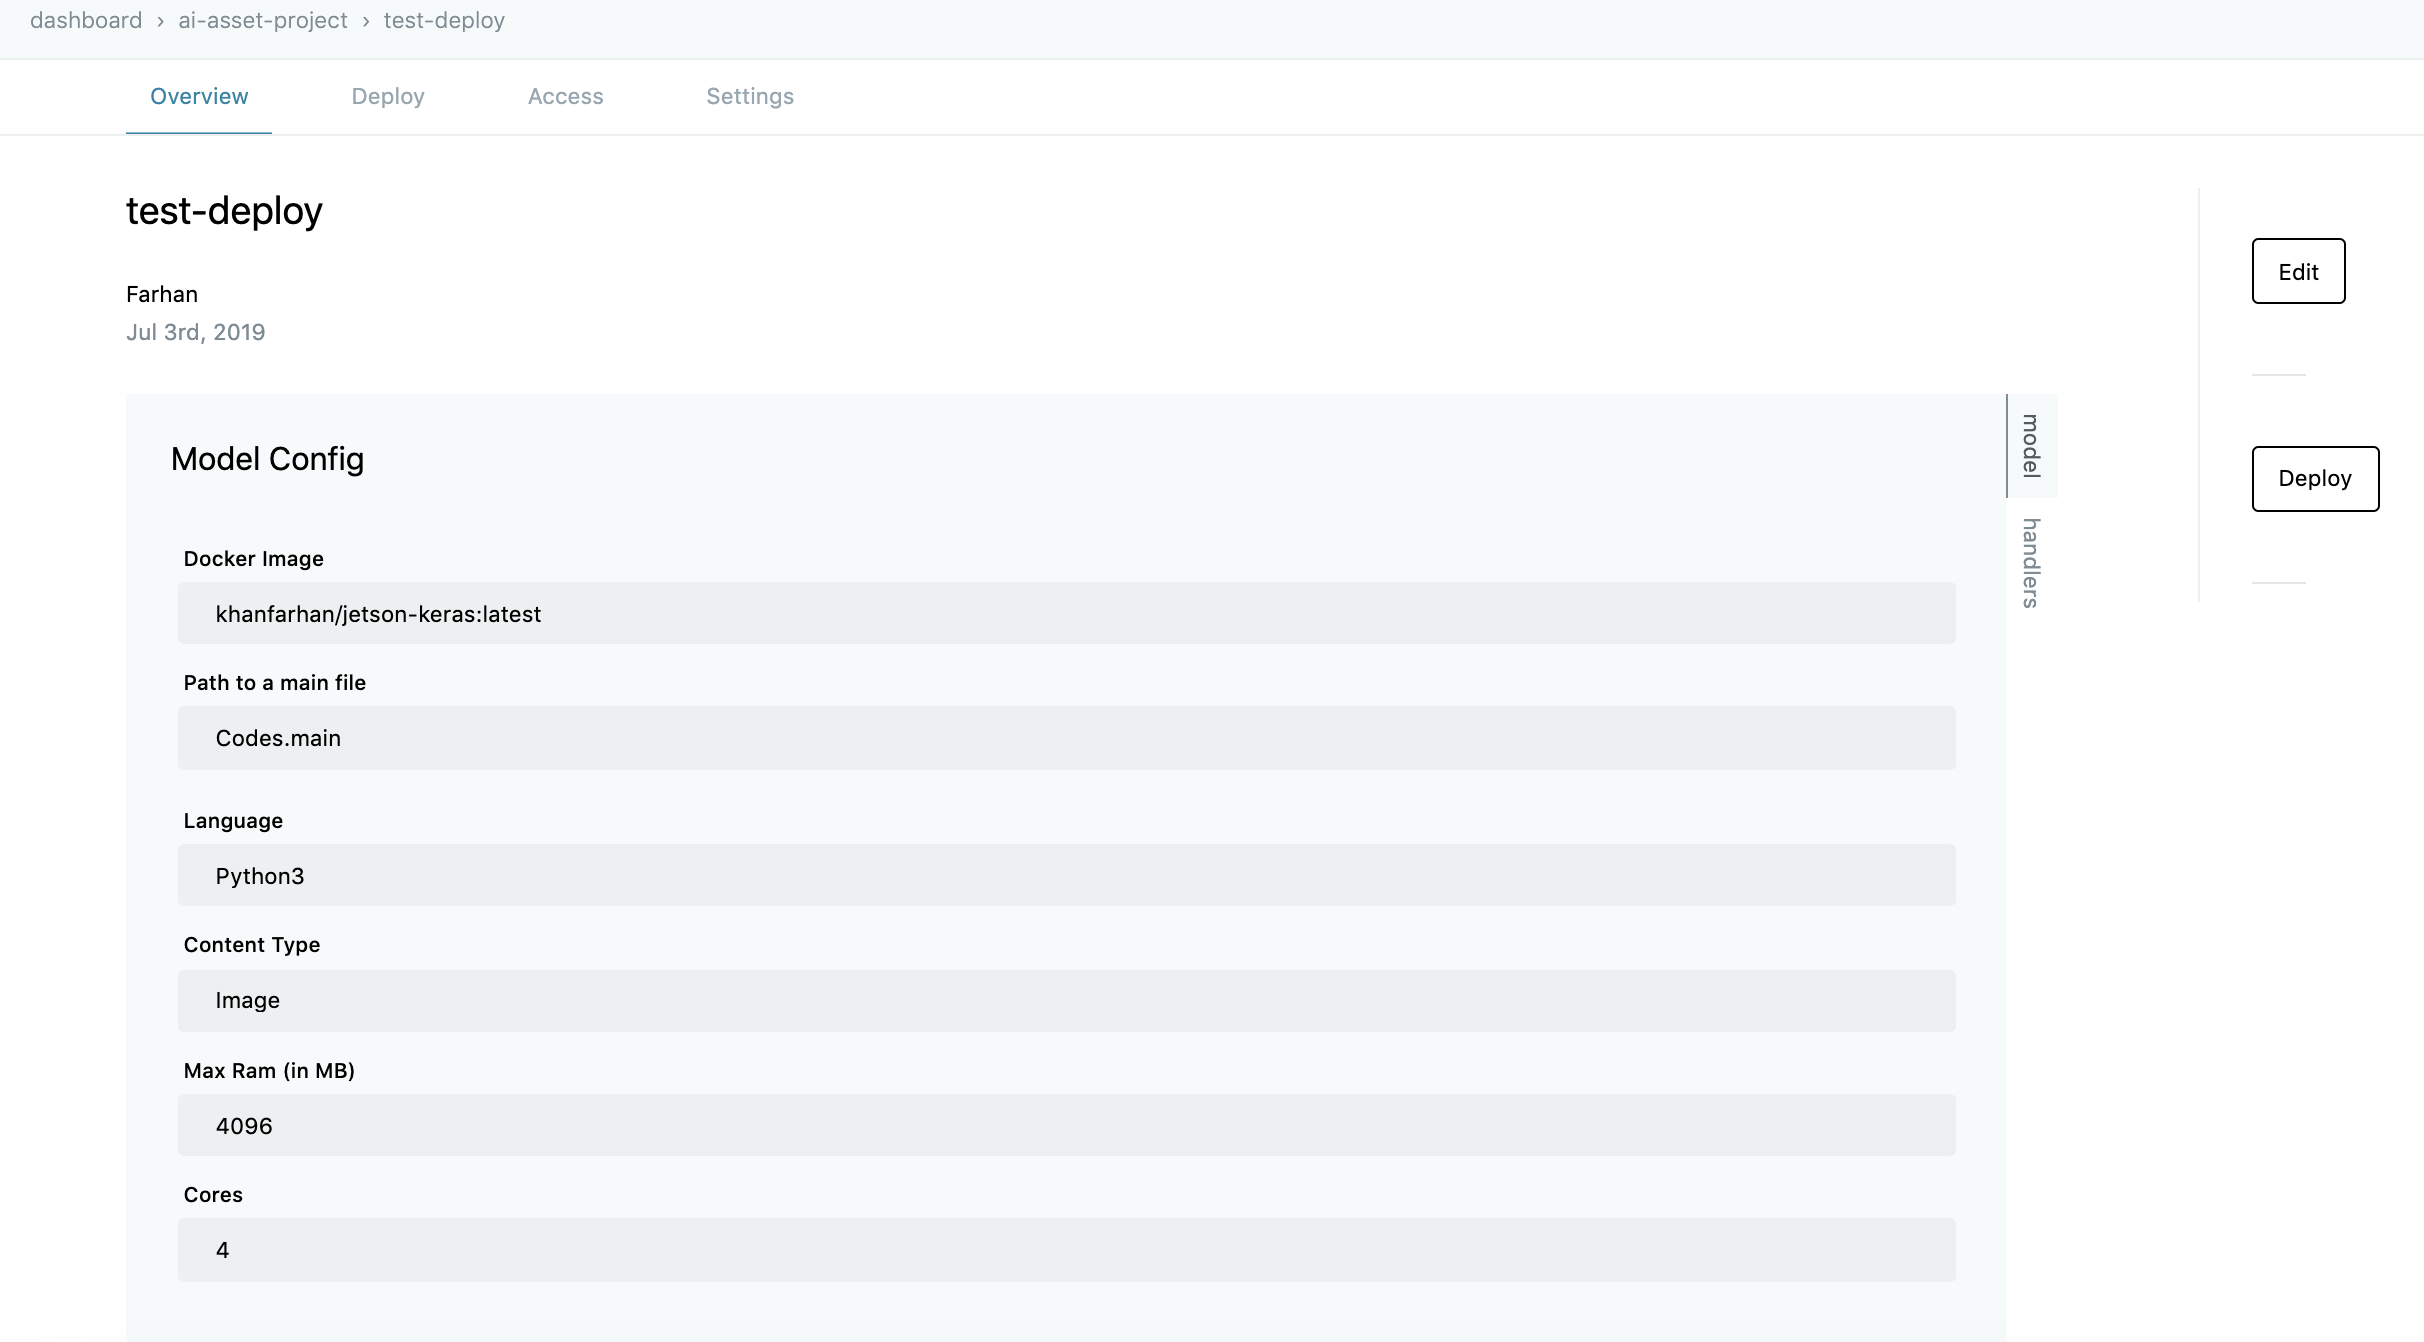 dashboard › ai-asset-project › test-deploy
Overview Deploy Access Settings
test-deploy
Farhan
Jul 3rd, 2019
Edit
Deploy
Model Config
model
handlers
Docker Image
khanfarhan/jetson-keras:latest
Path to a main file
Codes.main
Language
Python3
Content Type
Image
Max Ram (in MB)
4096
Cores
4